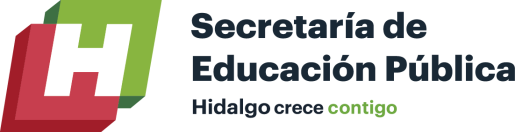 H
Secretaría de
Educación Pública
Hidalgo crece contigo